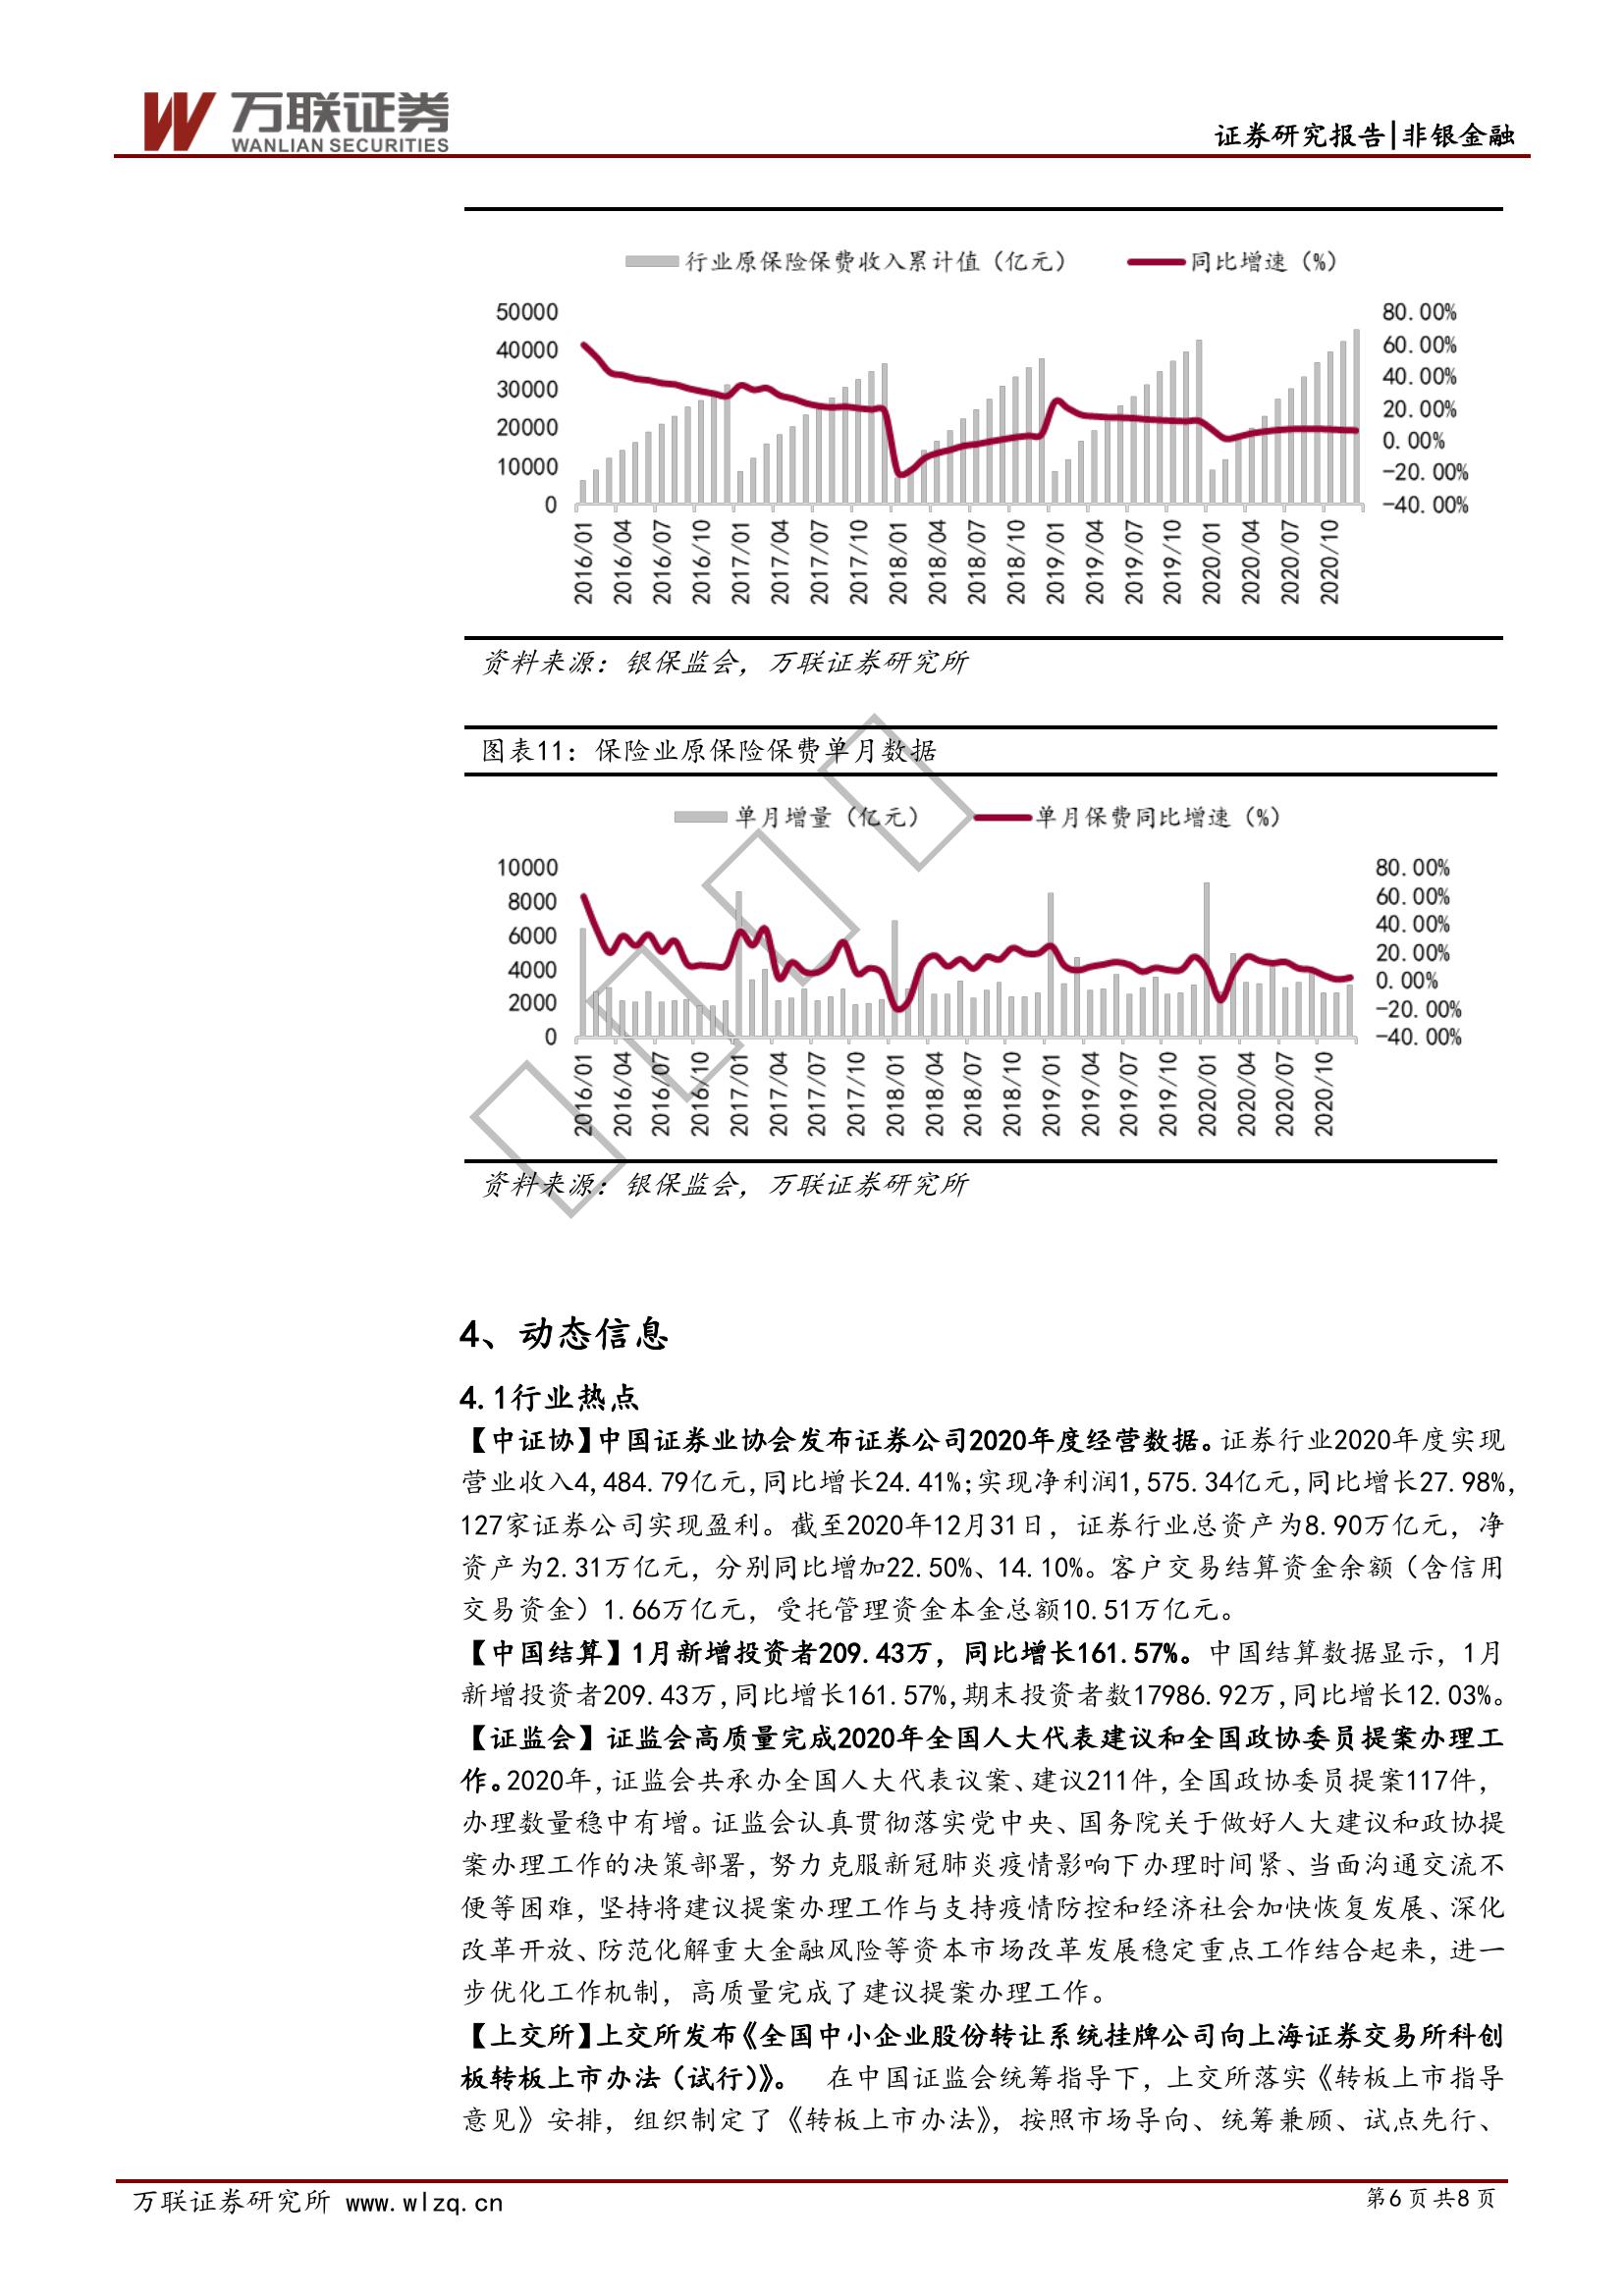 万联证券
WANLIAN SECURITIES
证券研究报告|非银金融
行业原保险保费收入累计值（亿元） 同比增速（%）
50000 80.00%
40000 60.00%
30000 40.00%
20000 20.00%
10000 0.00%
0 -20.00%
-40.00%
2016/01 2016/04 2016/07 2016/10 2017/01 2017/04 2017/07 2017/10 2018/01 2018/04 2018/07 2018/10 2019/01 2019/04 2019/07 2019/10 2020/01 2020/04 2020/07 2020/10
资料来源：银保监会，万联证券研究所
图表11：保险业原保险保费单月数据
单月增量（亿元） 单月保费同比增速（%）
10000 80.00%
8000 60.00%
6000 40.00%
4000 20.00%
2000 0.00%
0 -20.00%
-40.00%
2016/01 2016/04 2016/07 2016/10 2017/01 2017/04 2017/07 2017/10 2018/01 2018/04 2018/07 2018/10 2019/01 2019/04 2019/07 2019/10 2020/01 2020/04 2020/07 2020/10
资料来源：银保监会，万联证券研究所
4、动态信息
4.1行业热点
【中证协】中国证券业协会发布证券公司2020年度经营数据。证券行业2020年度实现
营业收入4,484.79亿元,同比增长24.41%;实现净利润1,575.34亿元,同比增长27.98%,
127家证券公司实现盈利。截至2020年12月31日，证券行业总资产为8.90万亿元，净
资产为2.31万亿元，分别同比增加22.50%、14.10%。客户交易结算资金余额（含信用
交易资金）1.66万亿元，受托管理资金本金总额10.51万亿元。
【中国结算】1月新增投资者209.43万，同比增长161.57%。中国结算数据显示，1月
新增投资者209.43万,同比增长161.57%,期末投资者数17986.92万,同比增长12.03%。
【证监会】证监会高质量完成2020年全国人大代表建议和全国政协委员提案办理工
作。2020年,证监会共承办全国人大代表议案、建议211件,全国政协委员提案117件,
办理数量稳中有增。证监会认真贯彻落实党中央、国务院关于做好人大建议和政协提
案办理工作的决策部署，努力克服新冠肺炎疫情影响下办理时间紧、当面沟通交流不
便等困难，坚持将建议提案办理工作与支持疫情防控和经济社会加快恢复发展、深化
改革开放、防范化解重大金融风险等资本市场改革发展稳定重点工作结合起来，进一
步优化工作机制，高质量完成了建议提案办理工作。
【上交所】上交所发布《全国中小企业股份转让系统挂牌公司向上海证券交易所科创
板转板上市办法（试行）》。 在中国证监会统筹指导下，上交所落实《转板上市指导
意见》安排，组织制定了《转板上市办法》，按照市场导向、统筹兼顾、试点先行、
万联证券研究所 www.wlzq.cn 第6页共8页